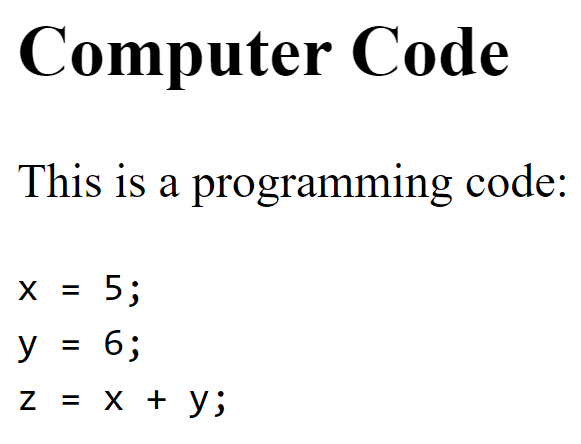 Computer Code
This is a programming code:
x = 5;
y = 6;
z = x + y;